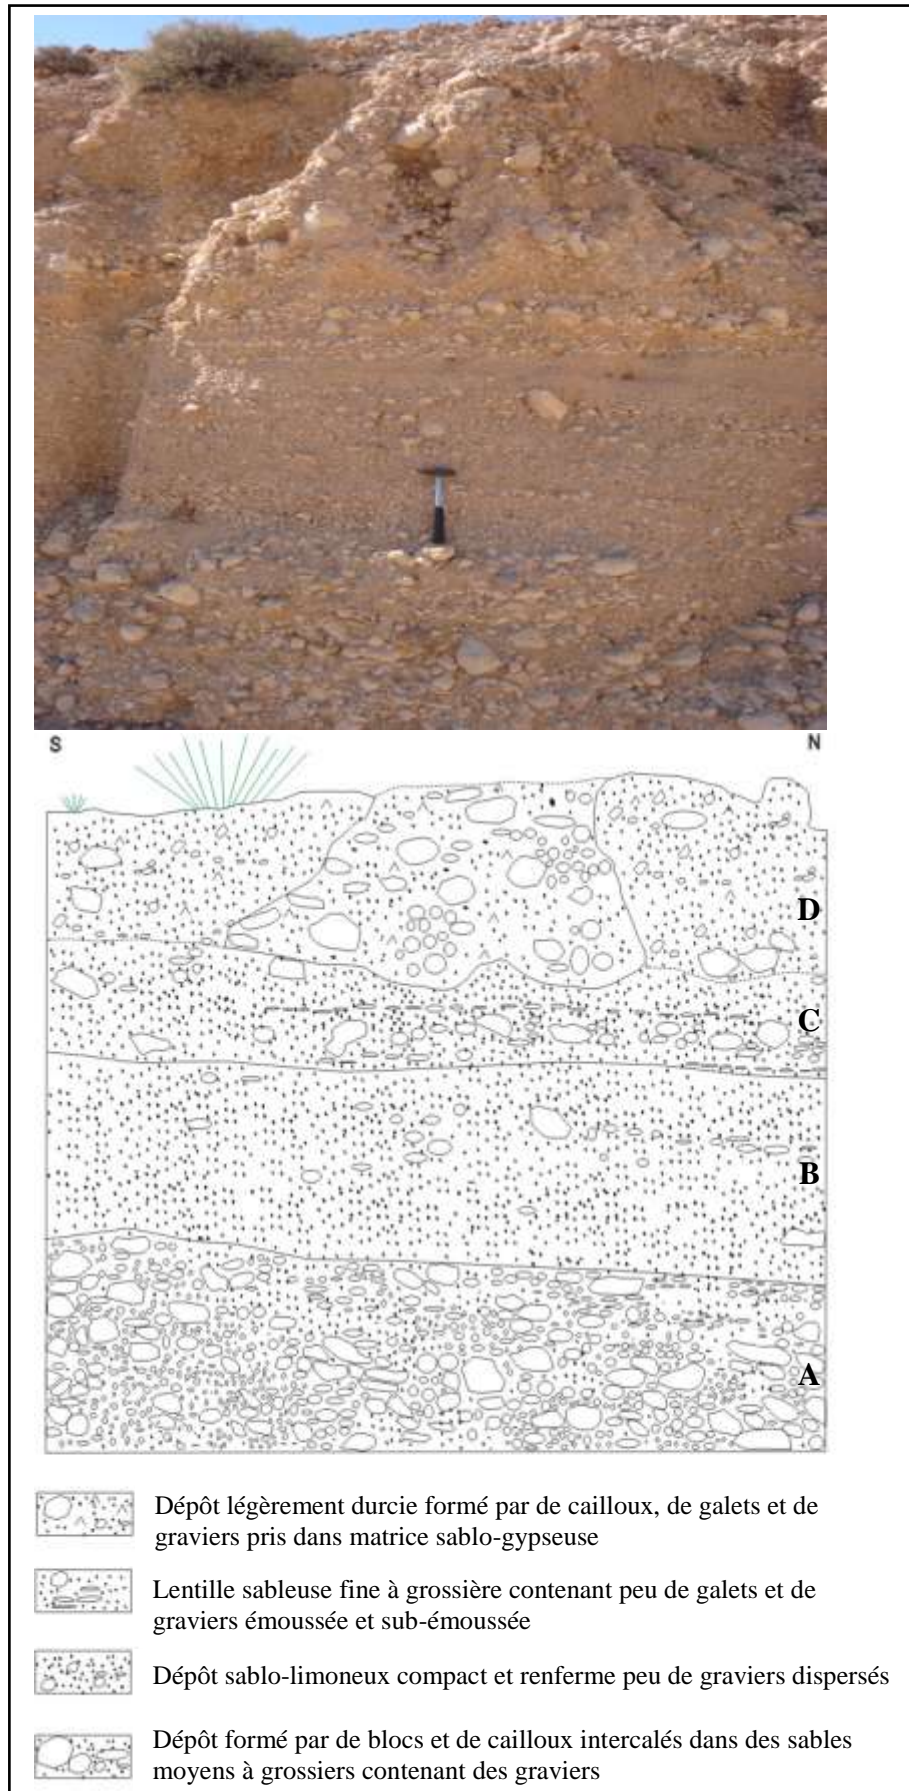 S N
D
C
B
A
Dépôt légèrement durcie formé par de cailloux, de galets et de
graviers pris dans matrice sablo-gypseuse
Lentille sableuse fine à grossière contenant peu de galets et de
graviers émoussée et sub-émoussée
Dépôt sablo-limoneux compact et renferme peu de graviers dispersés
Dépôt formé par de blocs et de cailloux intercalés dans des sables
moyens à grossiers contenant des graviers